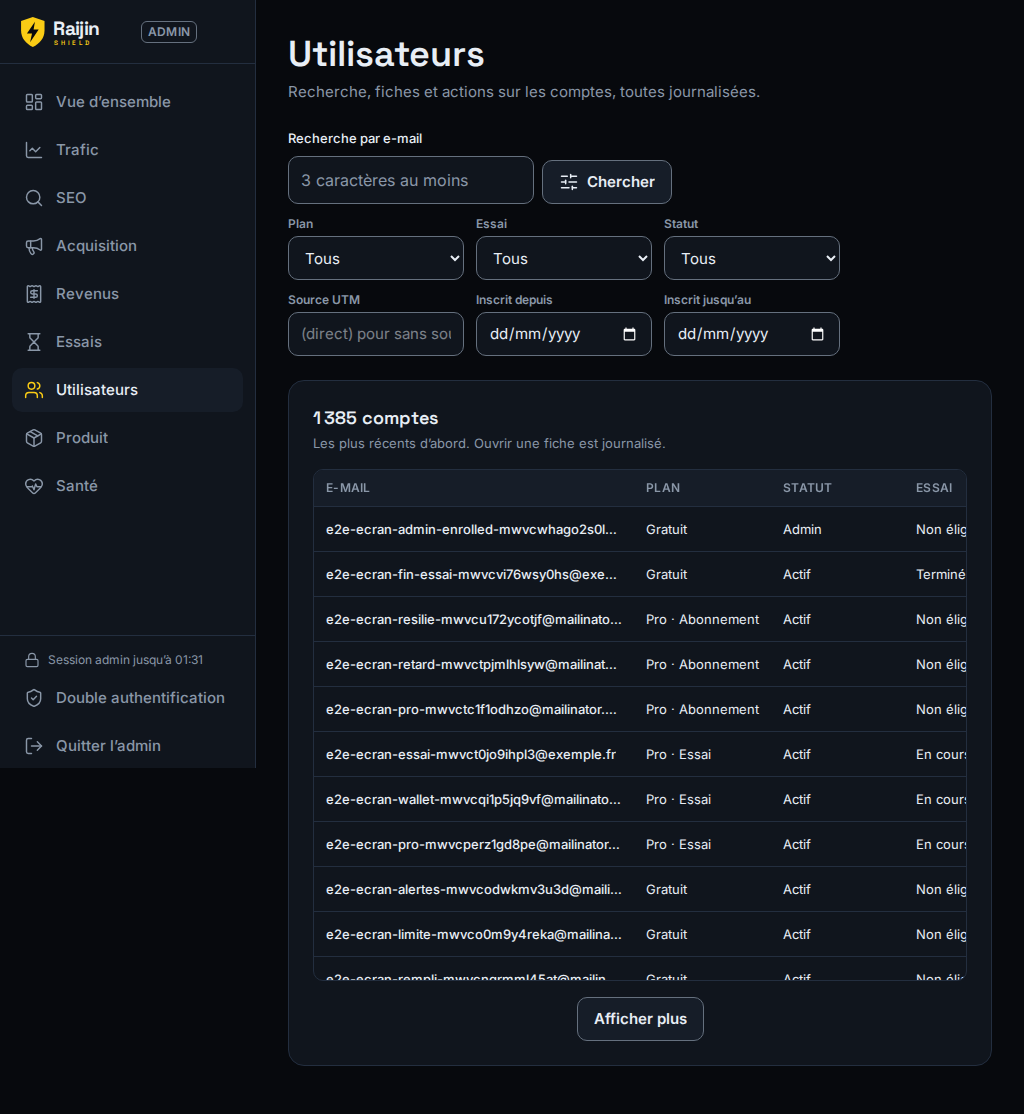 Raijin
SHIELD
ADMIN
Vue d’ensemble
Trafic
SEO
Acquisition
Revenus
Essais
Utilisateurs
Produit
Santé
Session admin jusqu’à 01:31
Double authentification
Quitter l’admin
Utilisateurs
Recherche, fiches et actions sur les comptes, toutes journalisées.
Recherche par e-mail
3 caractères au moins
Chercher
Plan Essai Statut
Tous Tous Tous
Source UTM Inscrit depuis Inscrit jusqu’au
(direct) pour sans sou dd/mm/yyyy dd/mm/yyyy
1 385 comptes
Les plus récents d’abord. Ouvrir une fiche est journalisé.
E-MAIL PLAN STATUT ESSAI
e2e-ecran-admin-enrolled-mwvcwhago2s0l... Gratuit Admin Non élig
e2e-ecran-fin-essai-mwvcvi76wsy0hs@exe... Gratuit Actif Terminé
e2e-ecran-resilie-mwvcu172ycotjf@mailinato... Pro · Abonnement Actif Non élig
e2e-ecran-retard-mwvctpjmlhlsyw@mailinat... Pro · Abonnement Actif Non élig
e2e-ecran-pro-mwvctc1f1odhzo@mailinator.... Pro · Abonnement Actif Non élig
e2e-ecran-essai-mwvct0jo9ihpl3@exemple.fr Pro · Essai Actif En cours
e2e-ecran-wallet-mwvcqi1p5jq9vf@mailinato... Pro · Essai Actif En cours
e2e-ecran-pro-mwvcperz1gd8pe@mailinator... Pro · Essai Actif En cours
e2e-ecran-alertes-mwvcodwkmv3u3d@maili... Gratuit Actif Non élig
e2e-ecran-limite-mwvco0m9y4reka@mailina... Gratuit Actif Non élig
Gratuit Actif Non élig
Afficher plus